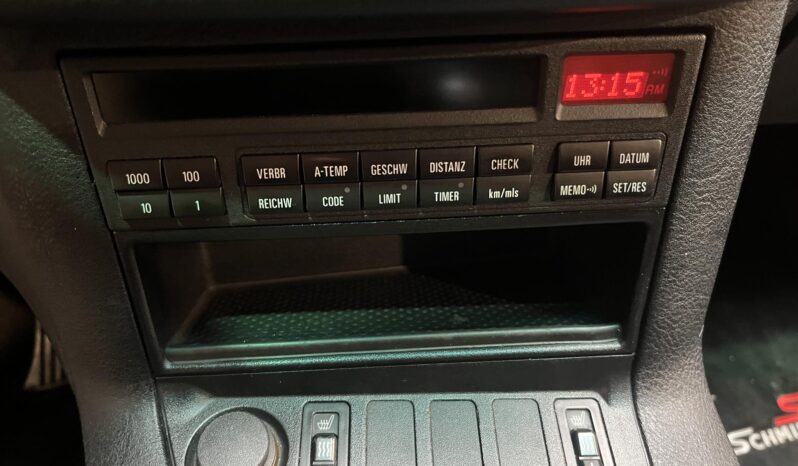 13:15 AM
1000 100 VERBR A-TEMP GESCHW DISTANZ CHECK UHR DATUM
10 1 REICHW CODE LIMIT TIMER km/mls MEMO SET/RES
S
SCHMI